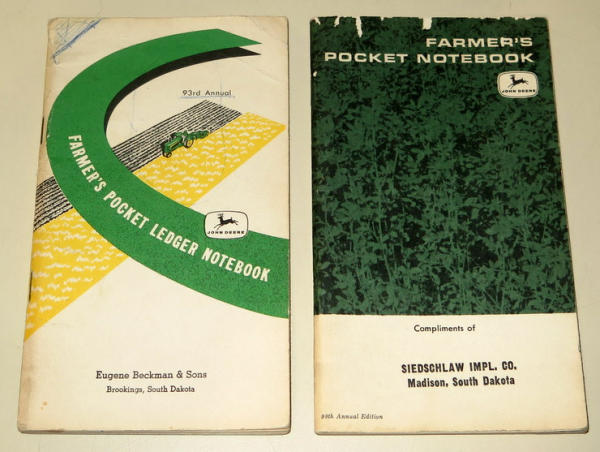 93rd Annual
FARMER'S POCKET LEDGER NOTEBOOK
JOHN DEERE
Eugene Beckman & Sons
Brookings, South Dakota
FARMER'S
POCKET NOTEBOOK
JOHN DEERE
Compliments of
SIEDSCHLAW IMPL. CO.
Madison, South Dakota
99th Annual Edition